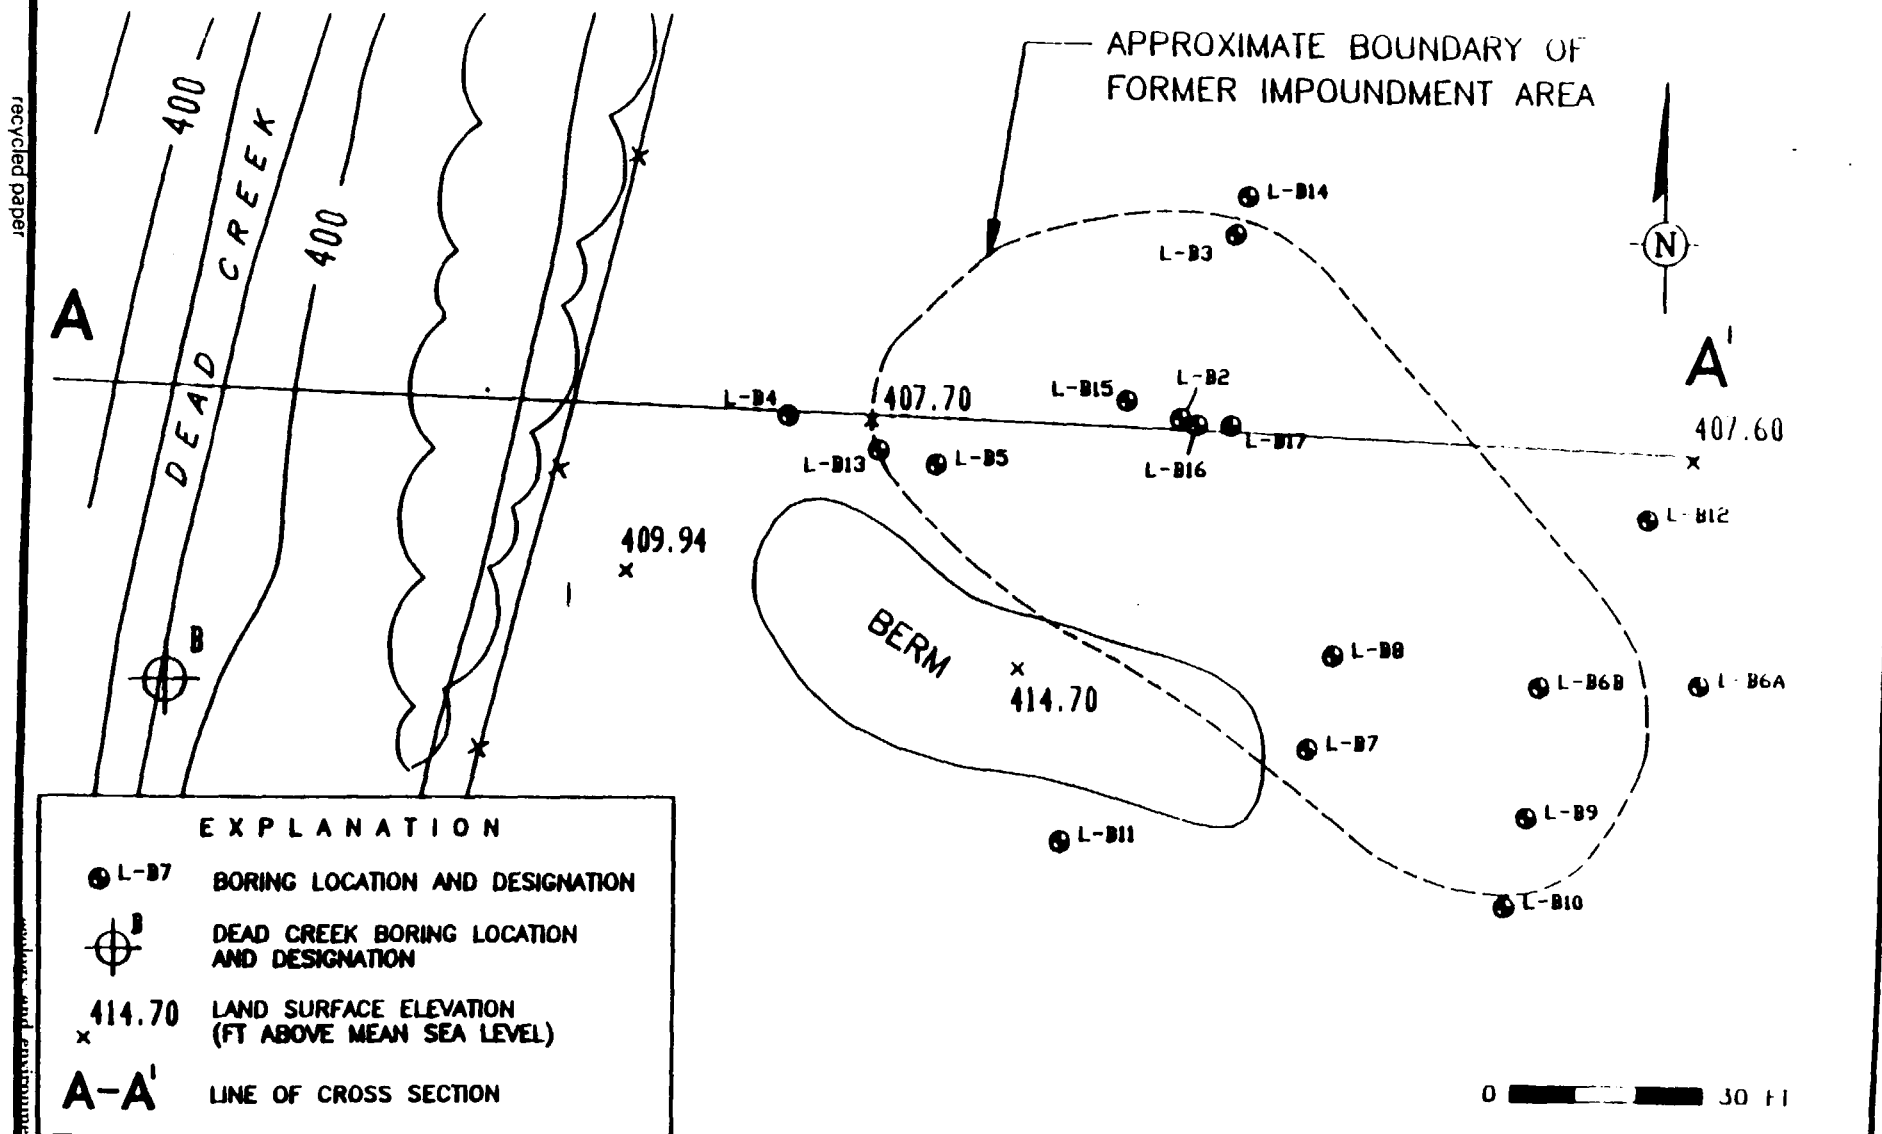 APPROXIMATE BOUNDARY OF
FORMER IMPOUNDMENT AREA
recycled paper
400
DEAD CREEK
400
L-B14
L-B3
N
A
A'
L-B4
407.70
L-B15
L-B2
L-B17
407.60
L-B13
L-B5
L-B16
L-B12
409.94
B
BERM
414.70
L-B8
L-B6B
L-B6A
L-B7
L-B9
L-B11
L-B10
EXPLANATION
L-B7 BORING LOCATION AND DESIGNATION
B DEAD CREEK BORING LOCATION
AND DESIGNATION
414.70 LAND SURFACE ELEVATION
(FT ABOVE MEAN SEA LEVEL)
A-A' LINE OF CROSS SECTION
0 30 FT